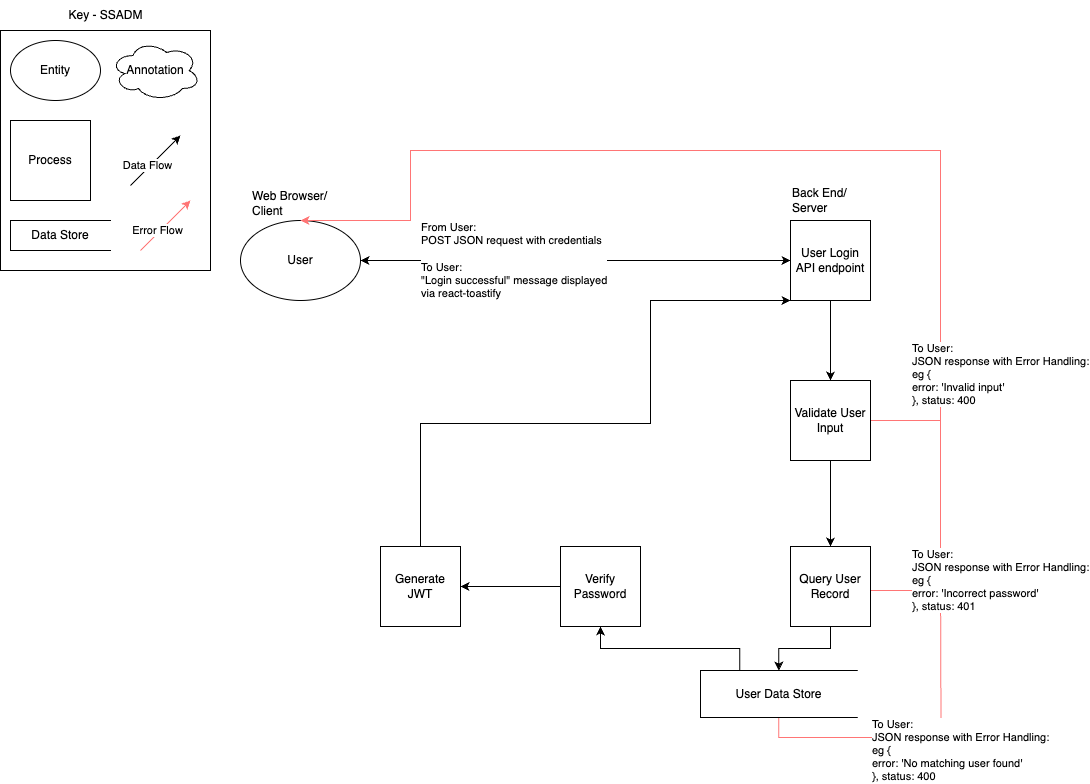 Key - SSADM
Entity
Annotation
Process
Data Flow
Data Store
Error Flow
Web Browser/
Client
User
From User:
POST JSON request with credentials
To User:
"Login successful" message displayed
via react-toastify
Back End/
Server
User Login
API endpoint
To User:
JSON response with Error Handling:
eg {
error: 'Invalid input'
}, status: 400
Validate User
Input
Generate
JWT
Verify
Password
Query User
Record
To User:
JSON response with Error Handling:
eg {
error: 'Incorrect password'
}, status: 401
User Data Store
To User:
JSON response with Error Handling:
eg {
error: 'No matching user found'
}, status: 400